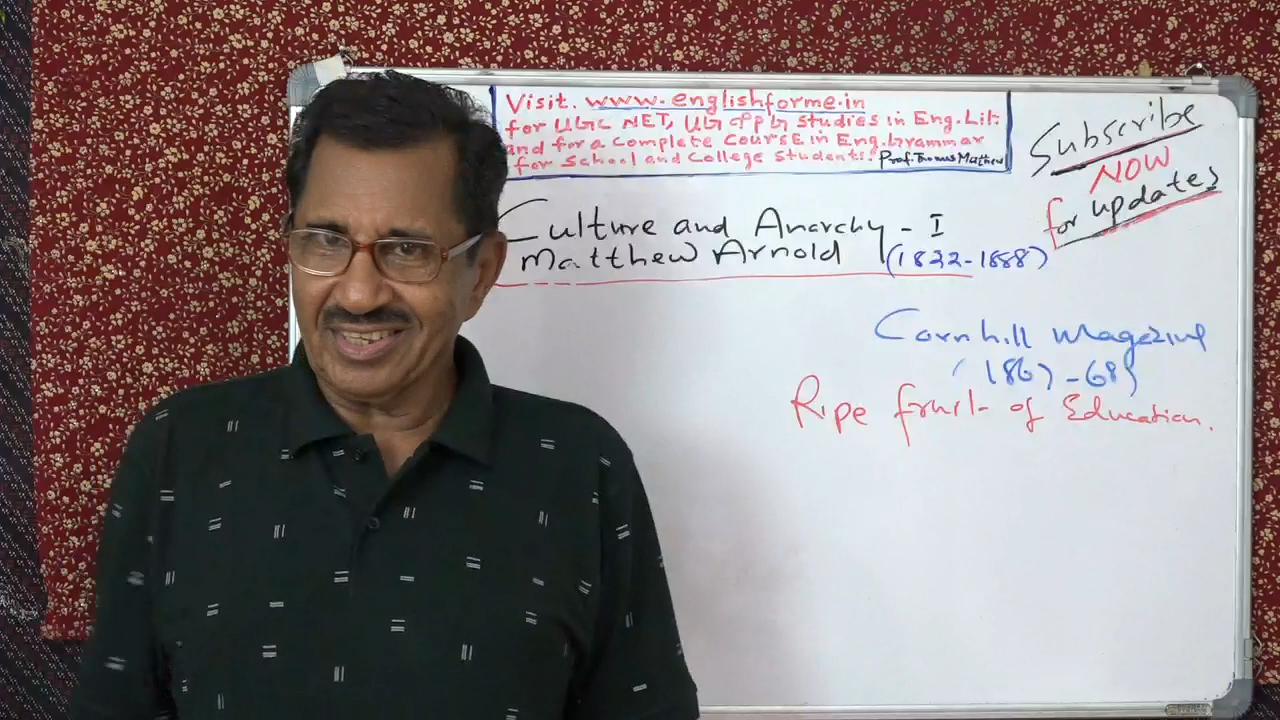 Visit. www.englishforme.in
for UGC NET, UG & PG studies in Eng. Lit.
and for a Complete Course in Eng. Grammar
for School and College Students. Prof. Thomas Mathew
Subscribe
NOW
for updates
Culture and Anarchy - I
Matthew Arnold (1822-1888)
Cornhill Magazine
(1867-68)
Ripe fruit of Education.